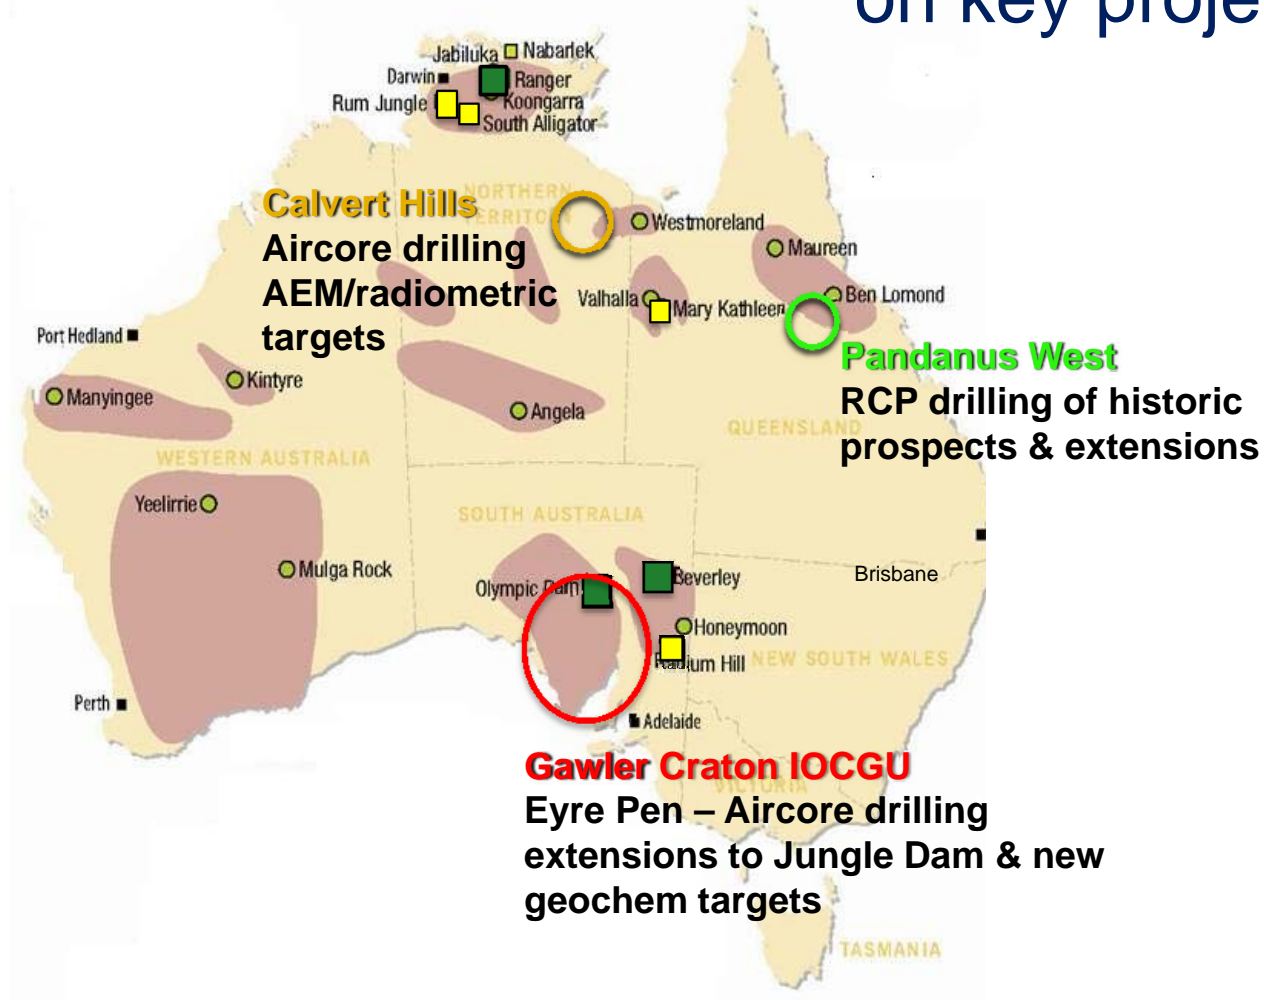 on key proje
Jabiluka
Nabarlek
Darwin
Ranger
Rum Jungle
Koongarra
South Alligator
NORTHERN
TERRITO
Calvert Hills
Aircore drilling
AEM/radiometric
targets
Westmoreland
Maureen
Valhalla
Mary Kathleen
Ben Lomond
Port Hedland
Pandanus West
RCP drilling of historic
prospects & extensions
Kintyre
Manyingee
Angela
QUEENSLAND
WESTERN AUSTRALIA
Yeelirrie
SOUTH AUSTRALIA
Mulga Rock
Olympic Dam
Beverley
Brisbane
Honeymoon
Radium Hill
NEW SOUTH WALES
Perth
Adelaide
Gawler Craton IOCGU
VICTORIA
Eyre Pen – Aircore drilling
extensions to Jungle Dam & new
geochem targets
TASMANIA